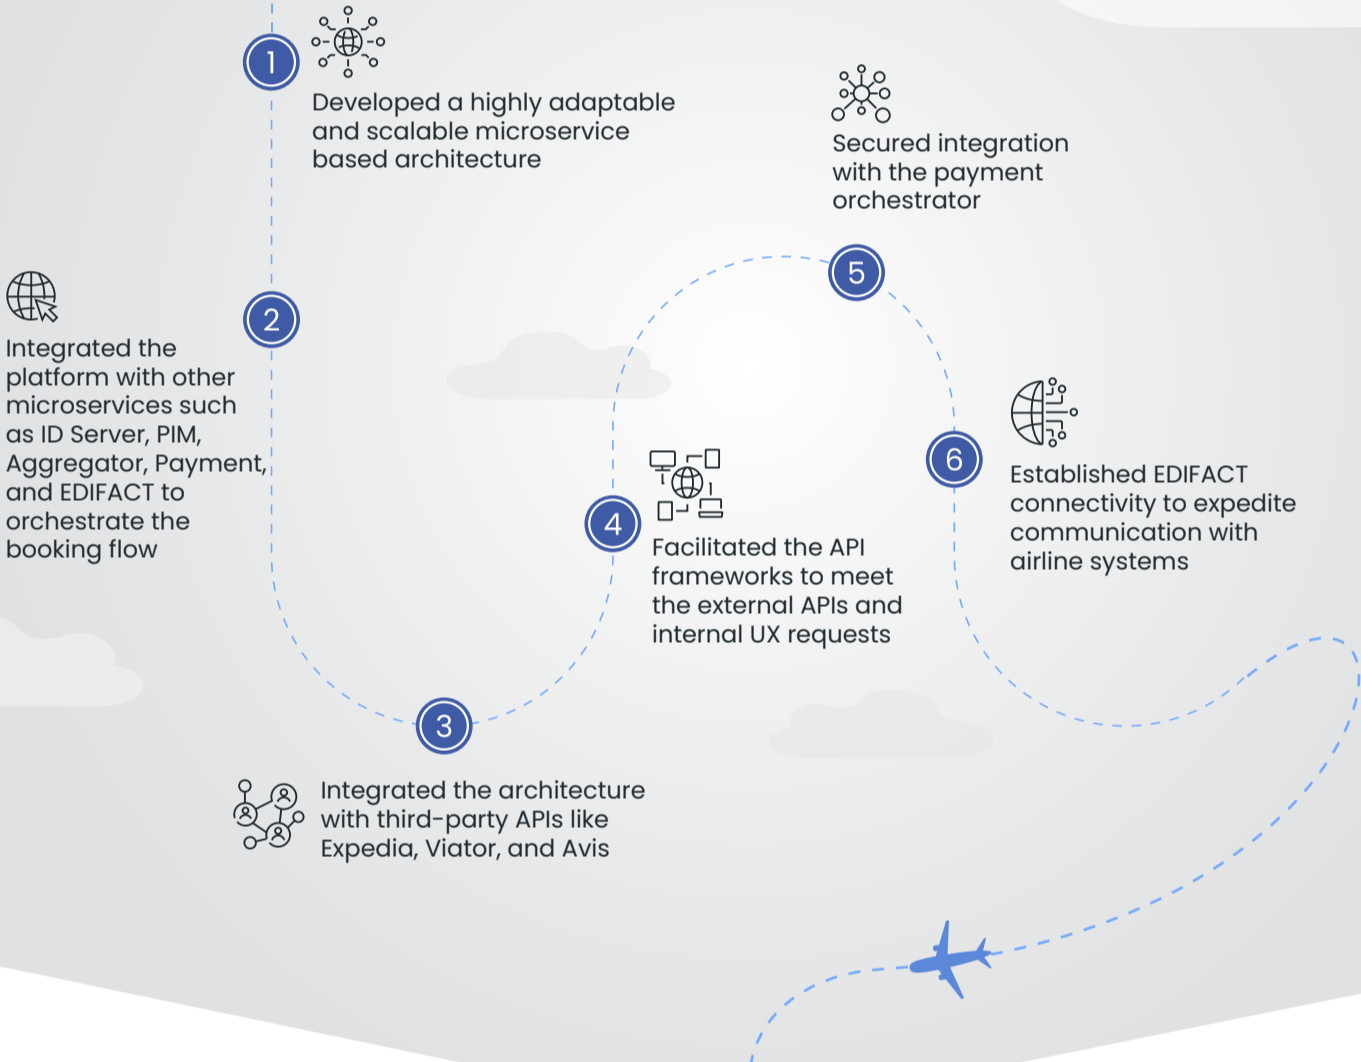 1
Developed a highly adaptable
and scalable microservice
based architecture
2
Integrated the
platform with other
microservices such
as ID Server, PIM,
Aggregator, Payment,
and EDIFACT to
orchestrate the
booking flow
3
Integrated the architecture
with third-party APIs like
Expedia, Viator, and Avis
4
Facilitated the API
frameworks to meet
the external APIs and
internal UX requests
5
Secured integration
with the payment
orchestrator
6
Established EDIFACT
connectivity to expedite
communication with
airline systems